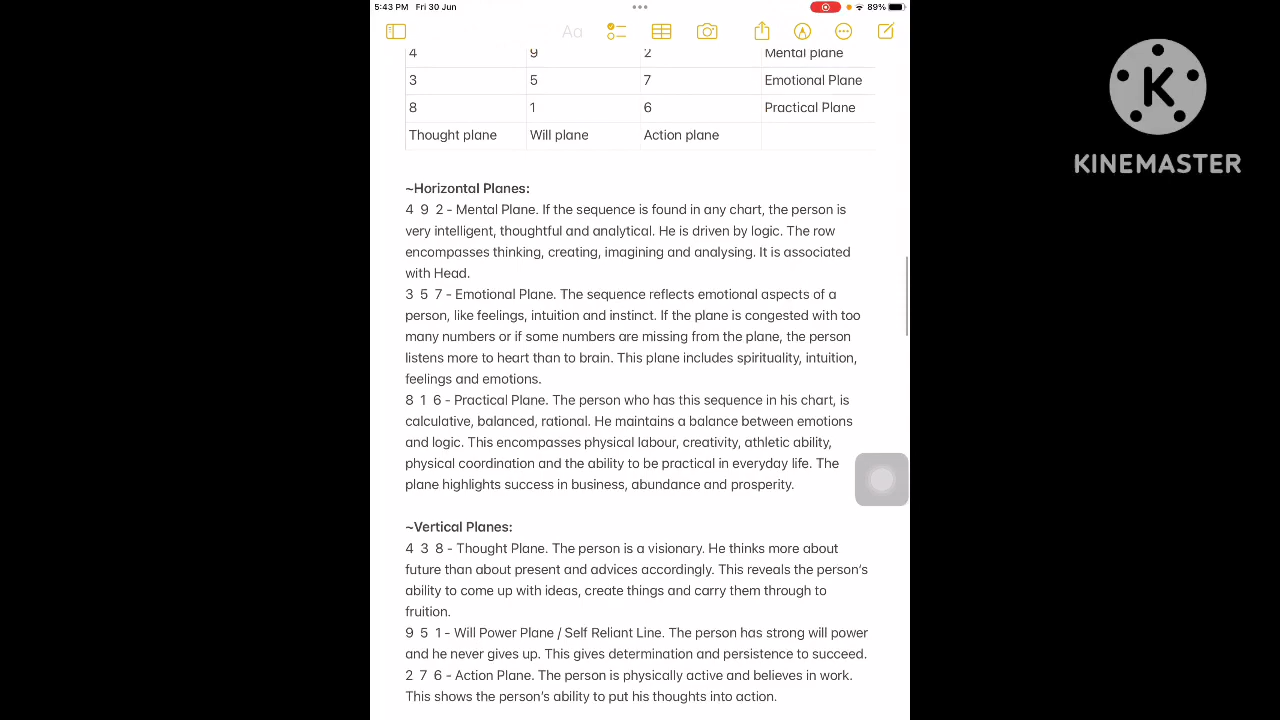 5:43 PM Fri 30 Jun
89%
Aa
4 9 2 Mental plane
3 5 7 Emotional Plane
8 1 6 Practical Plane
Thought plane Will plane Action plane
~Horizontal Planes:
4 9 2 - Mental Plane. If the sequence is found in any chart, the person is
very intelligent, thoughtful and analytical. He is driven by logic. The row
encompasses thinking, creating, imagining and analysing. It is associated
with Head.
3 5 7 - Emotional Plane. The sequence reflects emotional aspects of a
person, like feelings, intuition and instinct. If the plane is congested with too
many numbers or if some numbers are missing from the plane, the person
listens more to heart than to brain. This plane includes spirituality, intuition,
feelings and emotions.
8 1 6 - Practical Plane. The person who has this sequence in his chart, is
calculative, balanced, rational. He maintains a balance between emotions
and logic. This encompasses physical labour, creativity, athletic ability,
physical coordination and the ability to be practical in everyday life. The
plane highlights success in business, abundance and prosperity.
~Vertical Planes:
4 3 8 - Thought Plane. The person is a visionary. He thinks more about
future than about present and advices accordingly. This reveals the person's
ability to come up with ideas, create things and carry them through to
fruition.
9 5 1 - Will Power Plane / Self Reliant Line. The person has strong will power
and he never gives up. This gives determination and persistence to succeed.
2 7 6 - Action Plane. The person is physically active and believes in work.
This shows the person's ability to put his thoughts into action.
K
KINEMASTER